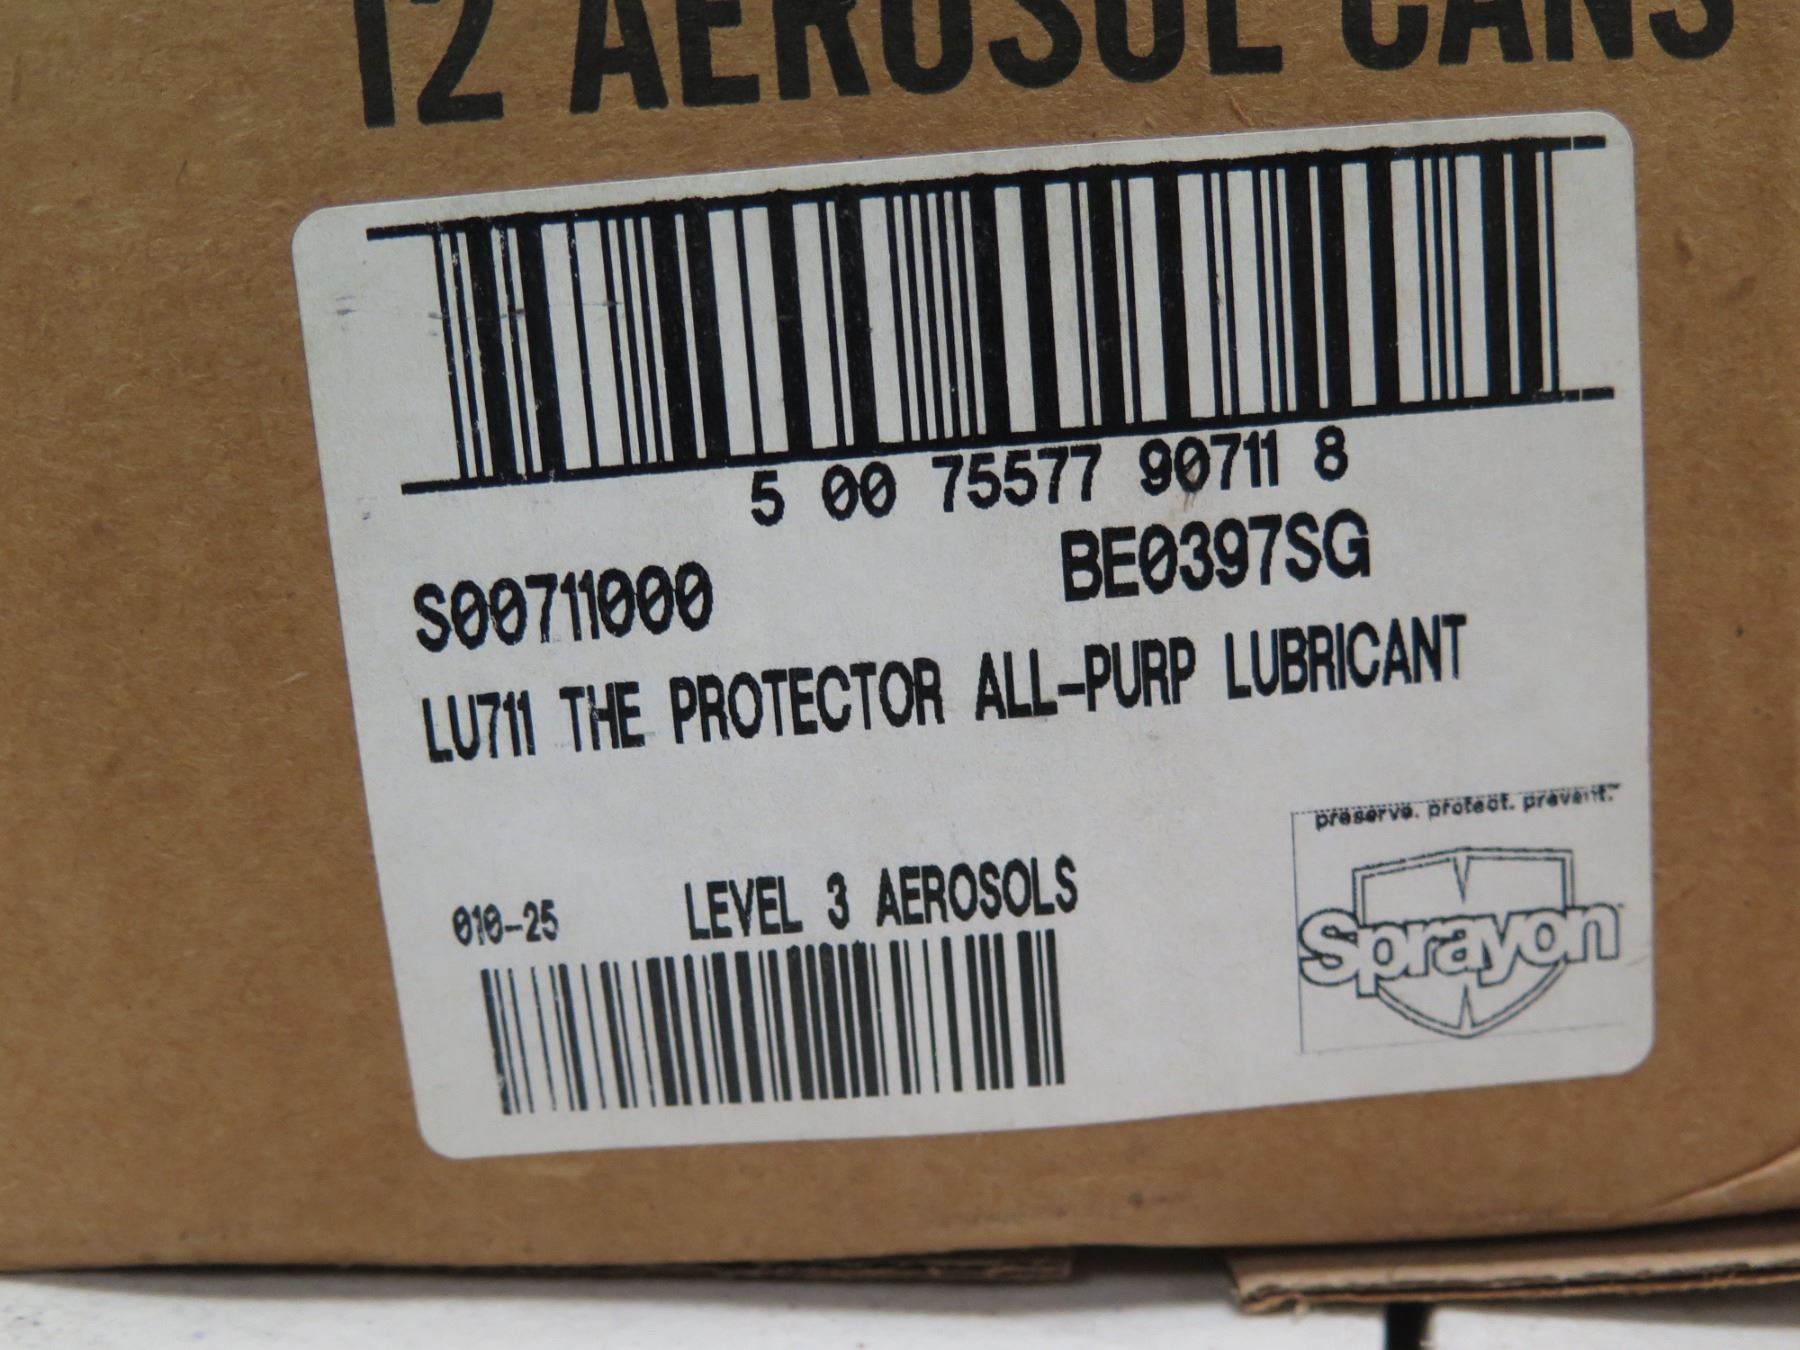 12 AEROSOL CANS
5 00 75577 90711 8
S00711000 BE0397SG
LU711 THE PROTECTOR ALL-PURP LUBRICANT
preserve. protect. prevent.™
010-25 LEVEL 3 AEROSOLS
Sprayon